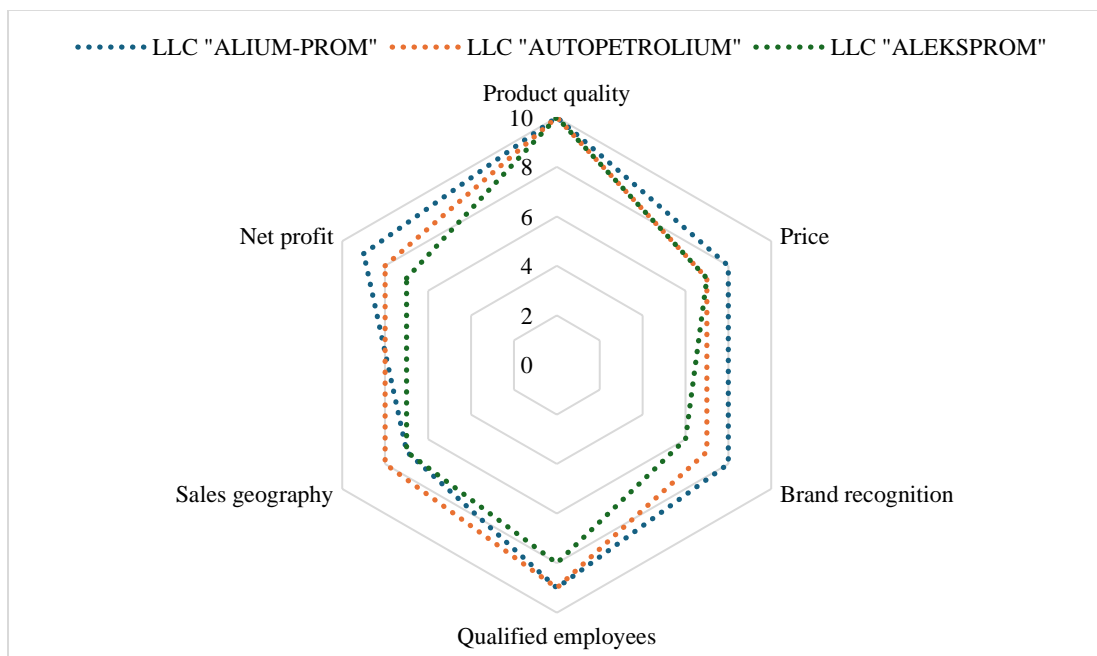 LLC "ALIUM-PROM" LLC "AUTOPETROLIUM" LLC "ALEKSPROM"
Product quality
10
8
6
4
2
0
Net profit
Price
Sales geography
Brand recognition
Qualified employees